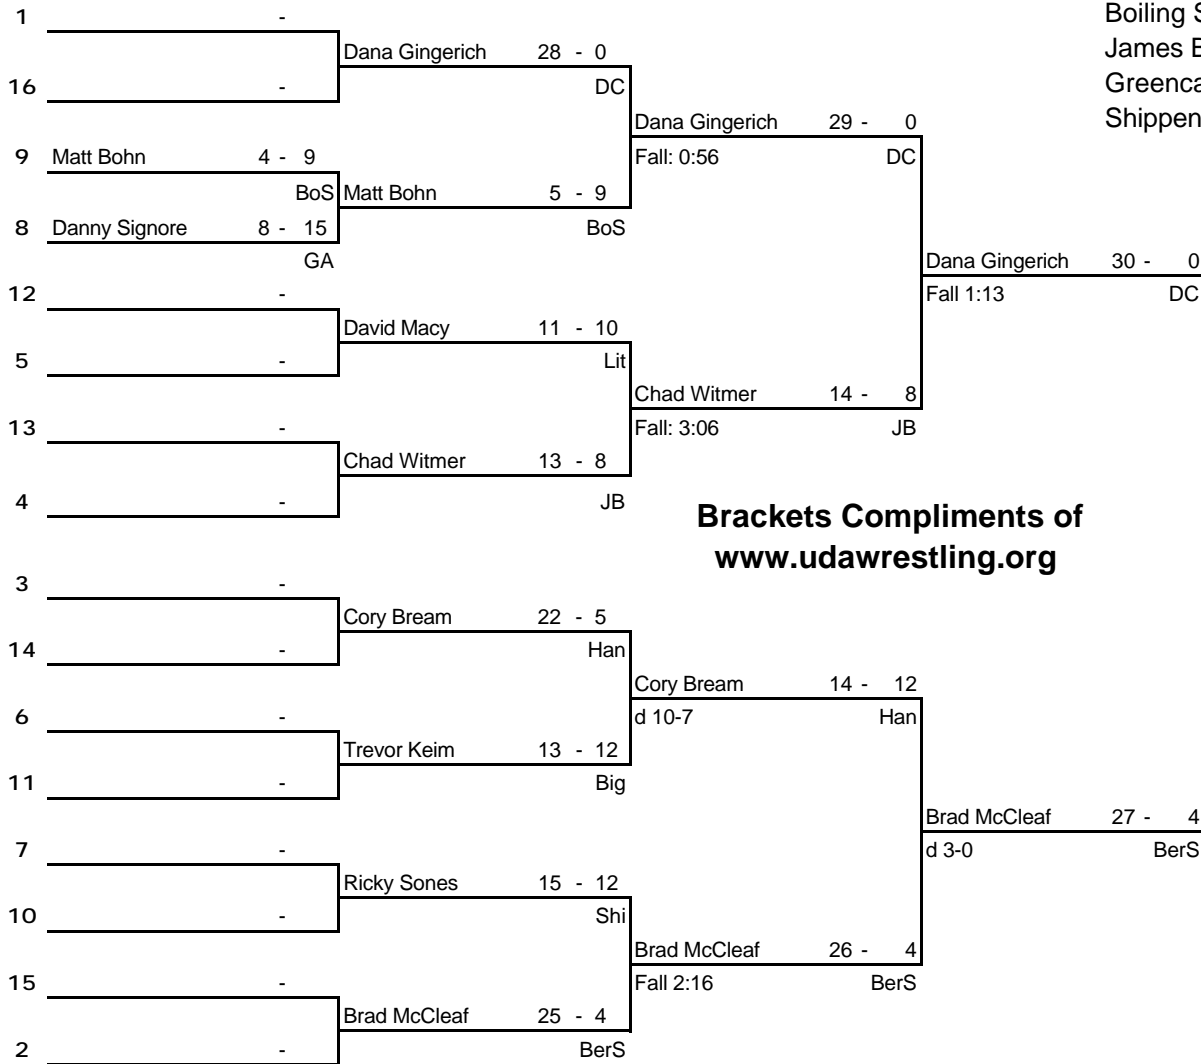 1 -
Boiling S
Dana Gingerich 28 - 0
James B
16 -
DC
Greenca
Dana Gingerich 29 - 0
Shippen
9 Matt Bohn 4 - 9
Fall: 0:56 DC
BoS
Matt Bohn 5 - 9
8 Danny Signore 8 - 15
BoS
GA
Dana Gingerich 30 - 0
12 -
Fall 1:13 DC
David Macy 11 - 10
5 -
Lit
Chad Witmer 14 - 8
13 -
Fall: 3:06 JB
Chad Witmer 13 - 8
4 -
JB
Brackets Compliments of
www.udawrestling.org
3 -
Cory Bream 22 - 5
14 -
Han
Cory Bream 14 - 12
6 -
d 10-7 Han
Trevor Keim 13 - 12
11 -
Big
Brad McCleaf 27 - 4
7 -
d 3-0 BerS
Ricky Sones 15 - 12
10 -
Shi
Brad McCleaf 26 - 4
15 -
Fall 2:16 BerS
Brad McCleaf 25 - 4
2 -
BerS